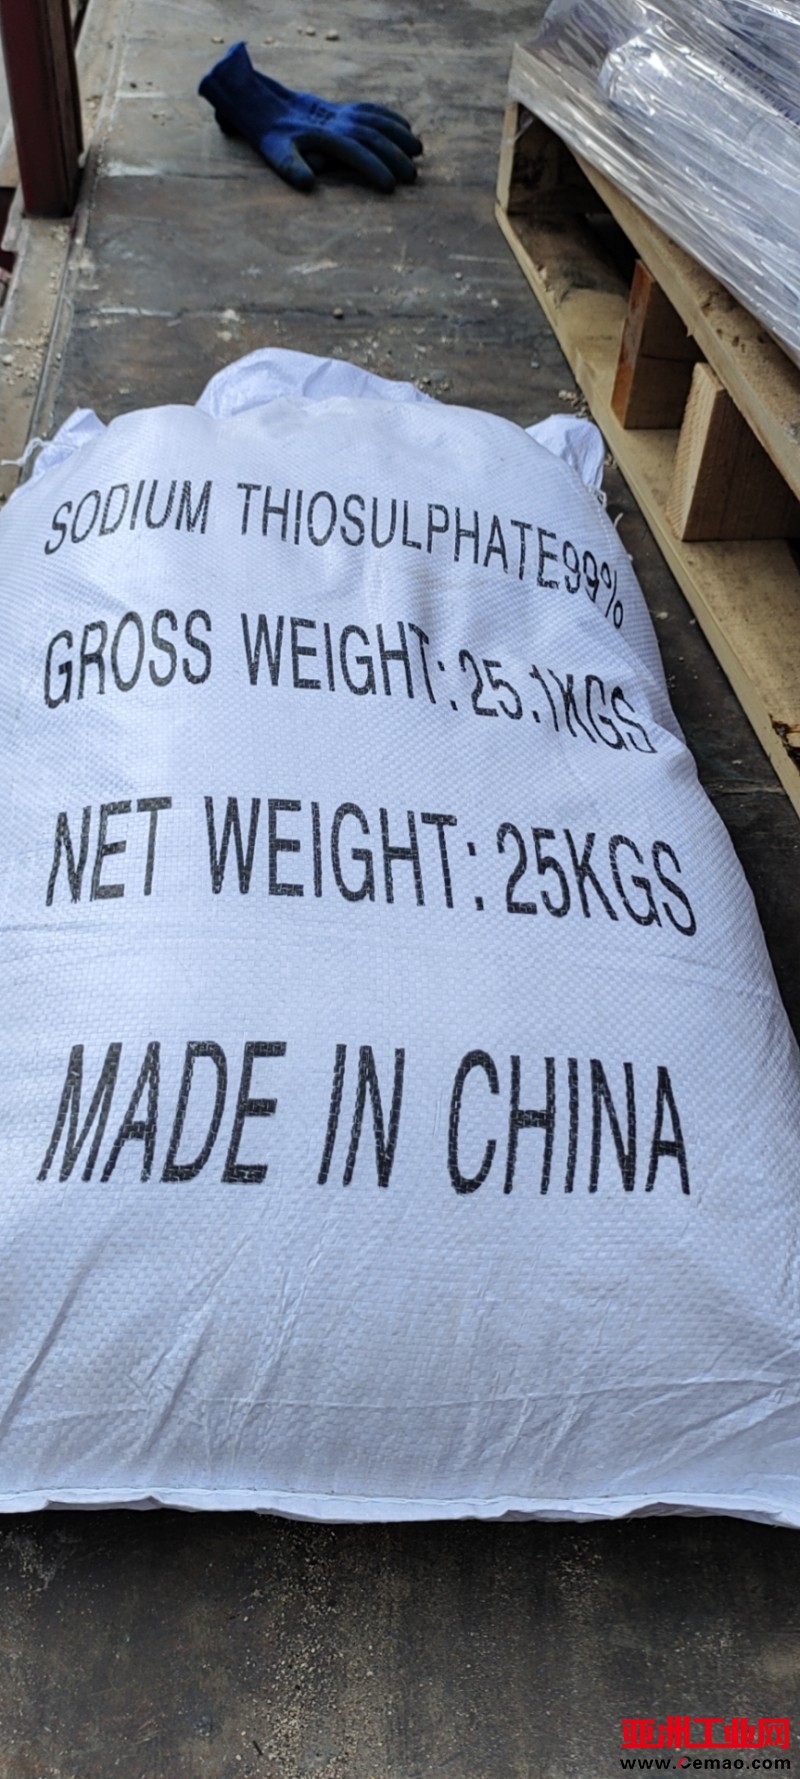 SODIUM THIOSULPHATE99%
GROSS WEIGHT:25.1KGS
NET WEIGHT:25KGS
MADE IN CHINA
亚洲工业网
www.Cemao.com